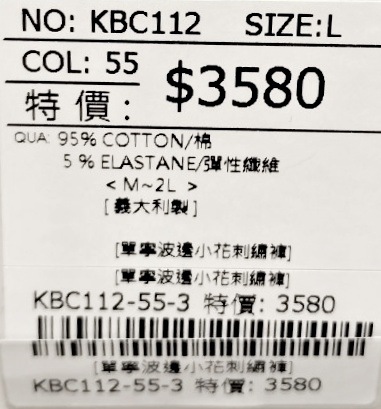 NO: KBC112 SIZE:L
COL: 55
特價: $3580
QUA: 95% COTTON/棉
5% ELASTANE/彈性纖維
< M~2L >
[義大利製]
[單寧波邊小花刺繡褲]
[單寧波邊小花刺繡褲]
KBC112-55-3 特價: 3580
[單寧波邊小花刺繡褲]
KBC112-55-3 特價: 3580